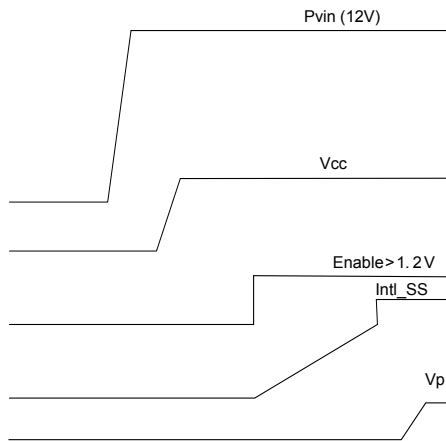 Pvin (12V)
Vcc
Enable>1.2V
Intl_SS
Vp